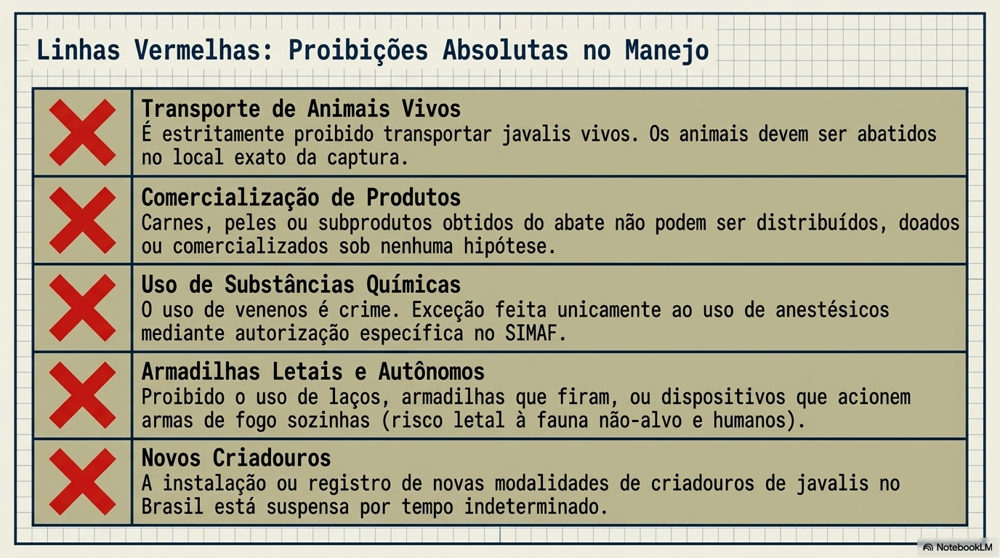 Linhas Vermelhas: Proibições Absolutas no Manejo
Transporte de Animais Vivos
É estritamente proibido transportar javalis vivos. Os animais devem ser abatidos
no local exato da captura.
Comercialização de Produtos
Carnes, peles ou subprodutos obtidos do abate não podem ser distribuídos, doados
ou comercializados sob nenhuma hipótese.
Uso de Substâncias Químicas
O uso de venenos é crime. Exceção feita unicamente ao uso de anestésicos
mediante autorização específica no SIMAF.
Armadilhas Letais e Autônomos
Proibido o uso de laços, armadilhas que firam, ou dispositivos que acionem
armas de fogo sozinhas (risco letal à fauna não-alvo e humanos).
Novos Criadouros
A instalação ou registro de novas modalidades de criadouros de javalis no
Brasil está suspensa por tempo indeterminado.
NotebookLM